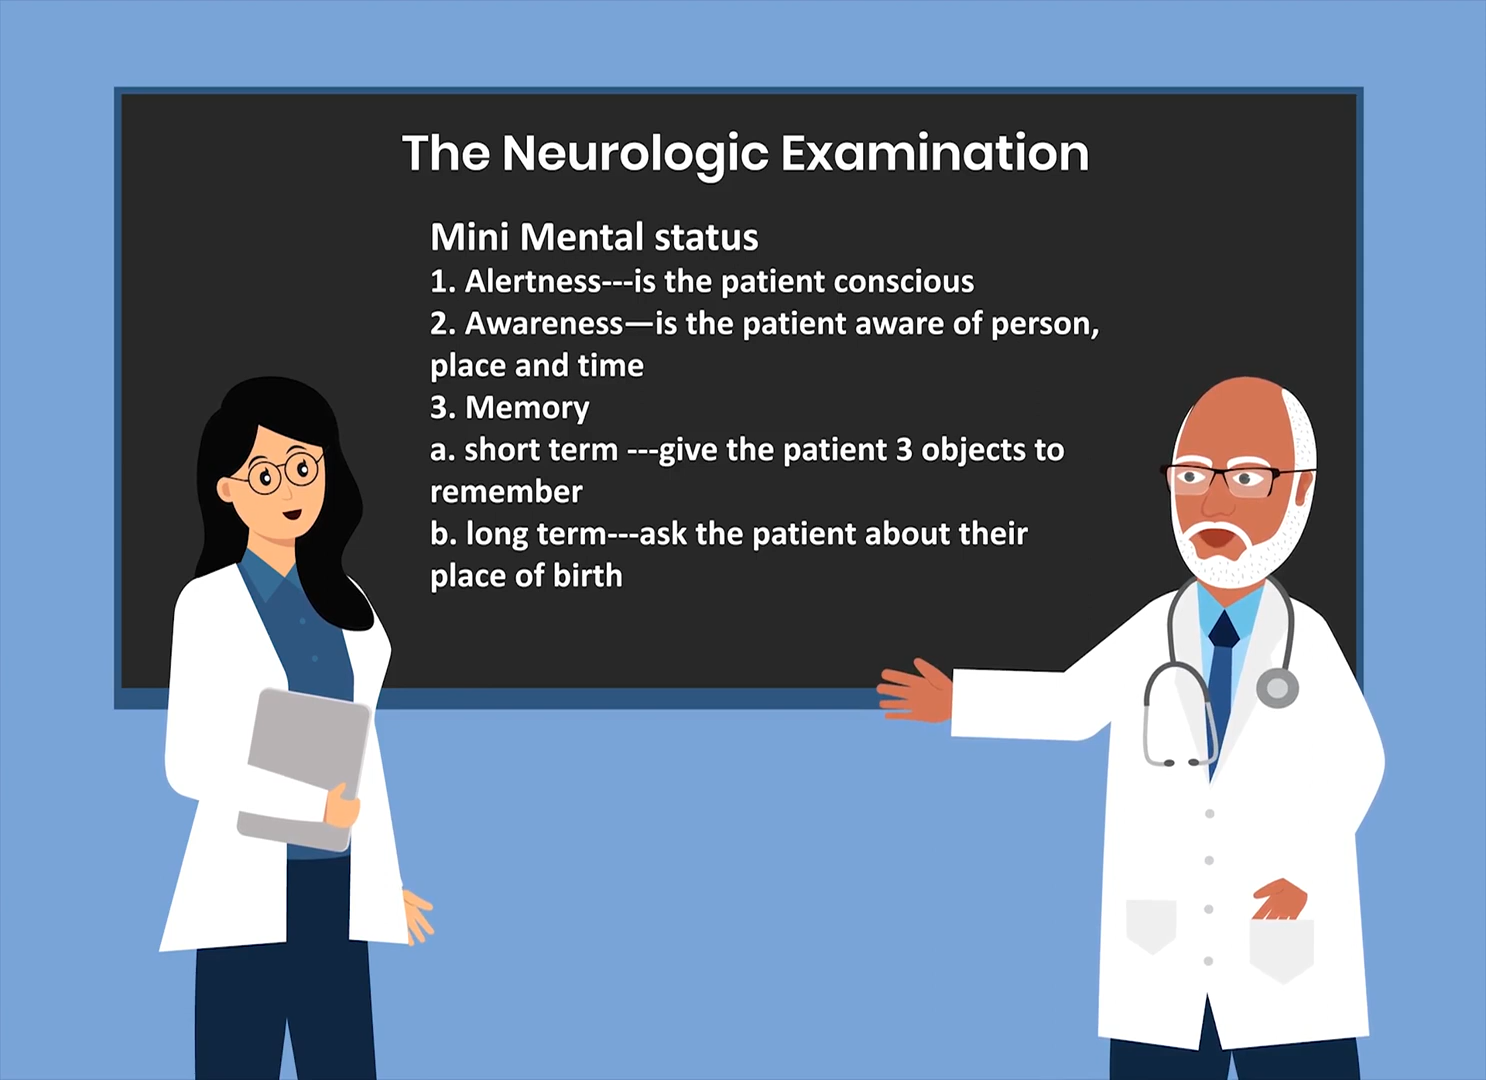 The Neurologic Examination
Mini Mental status
1. Alertness---is the patient conscious
2. Awareness—is the patient aware of person,
place and time
3. Memory
a. short term ---give the patient 3 objects to
remember
b. long term---ask the patient about their
place of birth